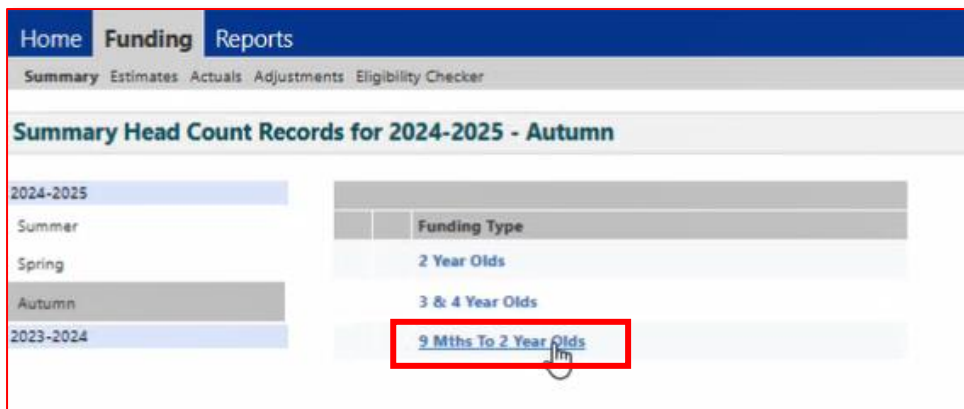 Home Funding Reports
Summary Estimates Actuals Adjustments Eligibility Checker
Summary Head Count Records for 2024-2025 - Autumn
2024-2025
Summer
Spring
Autumn
2023-2024
Funding Type
2 Year Olds
3 & 4 Year Olds
9 Mths To 2 Year Olds